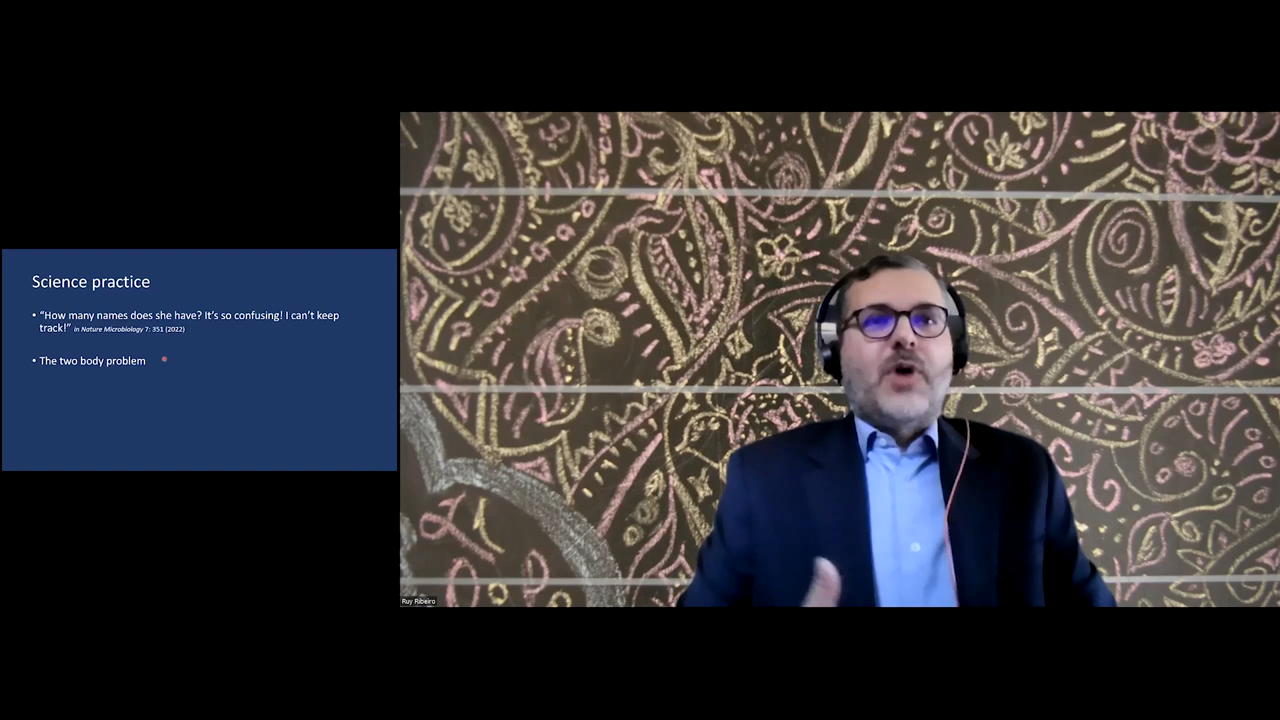 Science practice
• “How many names does she have? It’s so confusing! I can’t keep
track!” in Nature Microbiology 7: 351 (2022)
• The two body problem
Ruy Ribeiro